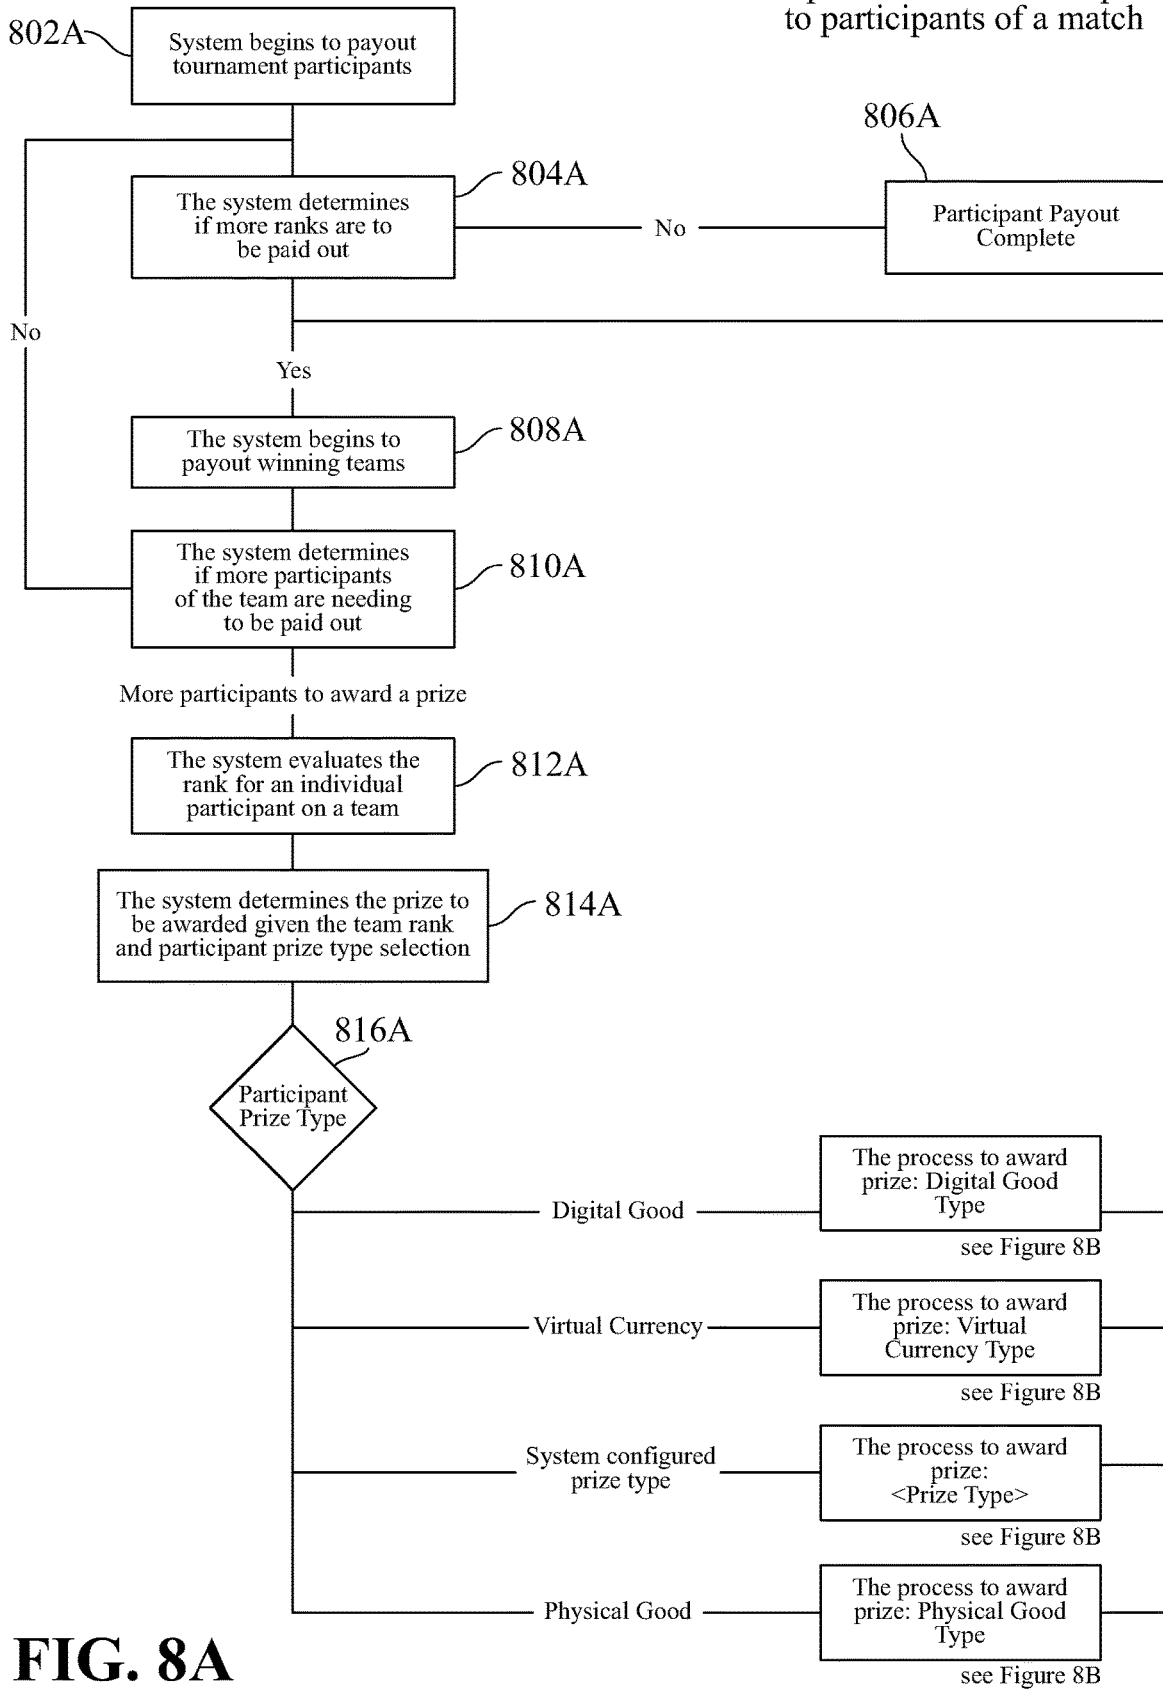 to participants of a match
802A
System begins to payout
tournament participants
806A
804A
The system determines
if more ranks are to
be paid out
No
Participant Payout
Complete
No
Yes
808A
The system begins to
payout winning teams
The system determines
if more participants
of the team are needing
to be paid out
810A
More participants to award a prize
The system evaluates the
rank for an individual
participant on a team
812A
The system determines the prize to
be awarded given the team rank
and participant prize type selection
814A
816A
Participant
Prize Type
Digital Good
The process to award
prize: Digital Good
Type
see Figure 8B
Virtual Currency
The process to award
prize: Virtual
Currency Type
see Figure 8B
System configured
prize type
The process to award
prize:
<Prize Type>
see Figure 8B
Physical Good
The process to award
prize: Physical Good
Type
see Figure 8B
FIG. 8A